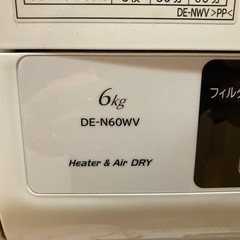 DE-NWV >PP<
6kg
DE-N60WV
フィル
Heater & Air DRY